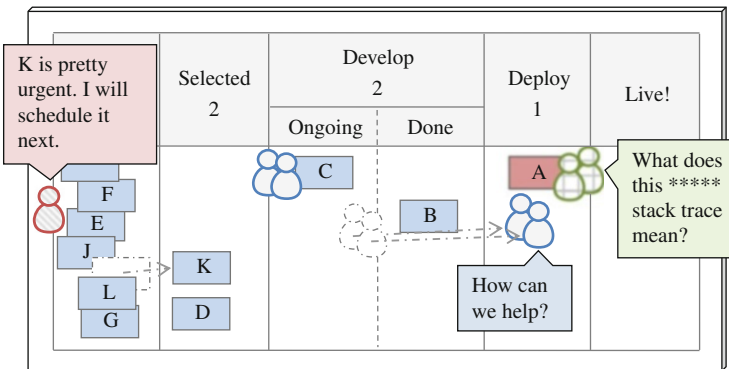 K is pretty
urgent. I will
schedule it
next.
Selected
2
Develop
2
Ongoing
Done
Deploy
1
Live!
What does
this *****
stack trace
mean?
C
A
F
E
B
J
K
L
D
G
How can
we help?